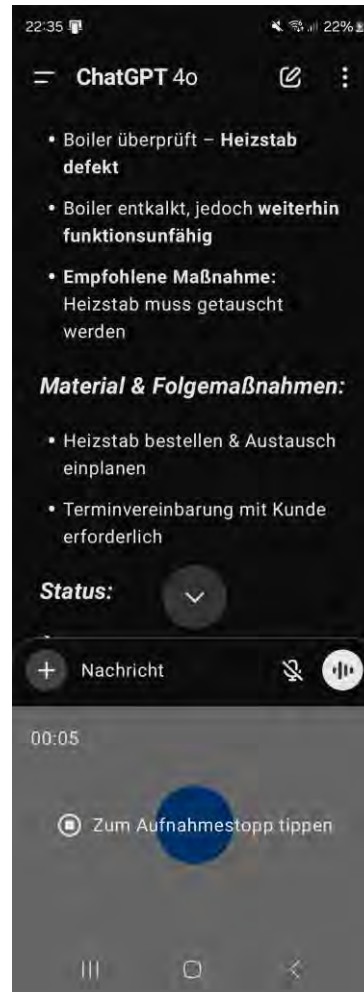 22:35 22%
ChatGPT 4o
• Boiler überprüft – Heizstab
defekt
• Boiler entkalkt, jedoch weiterhin
funktionsunfähig
• Empfohlene Maßnahme:
Heizstab muss getauscht
werden
Material & Folgemaßnahmen:
• Heizstab bestellen & Austausch
einplanen
• Terminvereinbarung mit Kunde
erforderlich
Status:
Nachricht
00:05
Zum Aufnahmestopp tippen